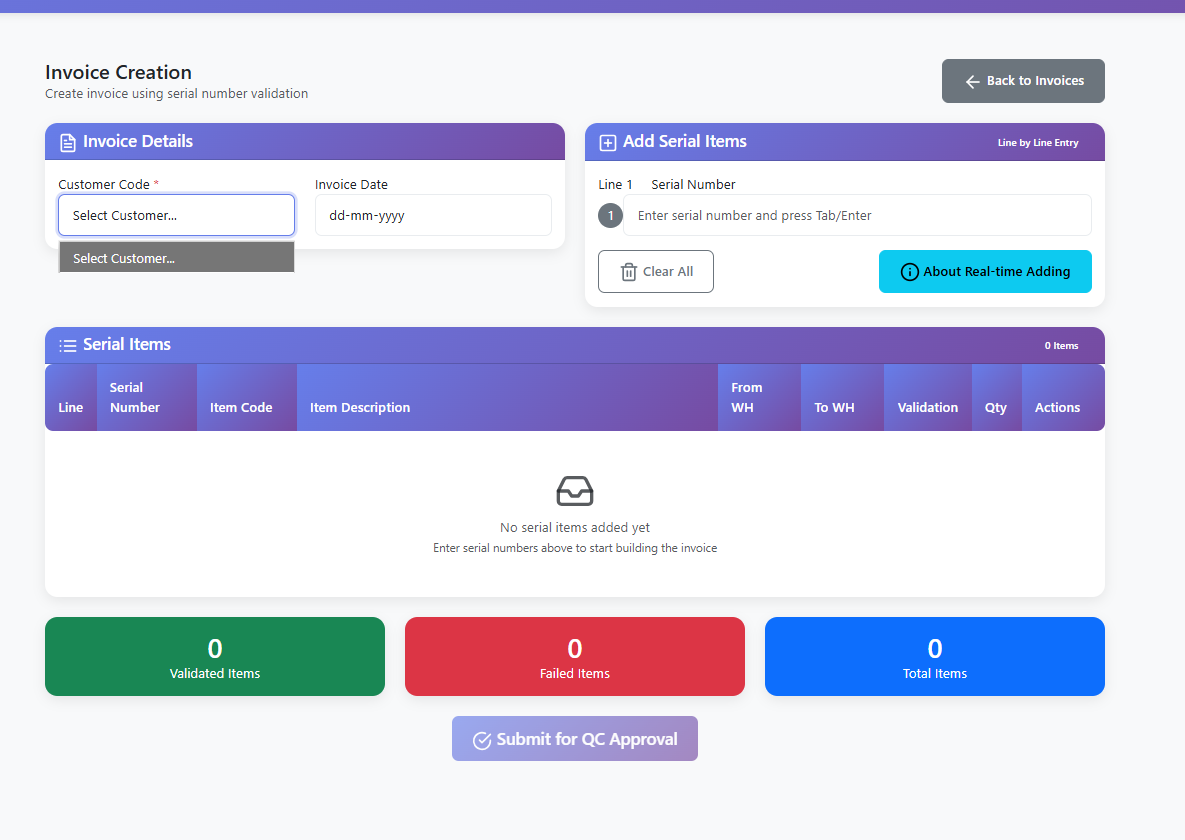 Invoice Creation
Create invoice using serial number validation
Back to Invoices
Invoice Details
Customer Code *
Invoice Date
Select Customer...
dd-mm-yyyy
Select Customer...
Add Serial Items
Line by Line Entry
Line 1
Serial Number
1
Enter serial number and press Tab/Enter
Clear All
About Real-time Adding
Serial Items
0 Items
Line
Serial
Number
Item Code
Item Description
From
WH
To WH
Validation
Qty
Actions
No serial items added yet
Enter serial numbers above to start building the invoice
0
Validated Items
0
Failed Items
0
Total Items
Submit for QC Approval